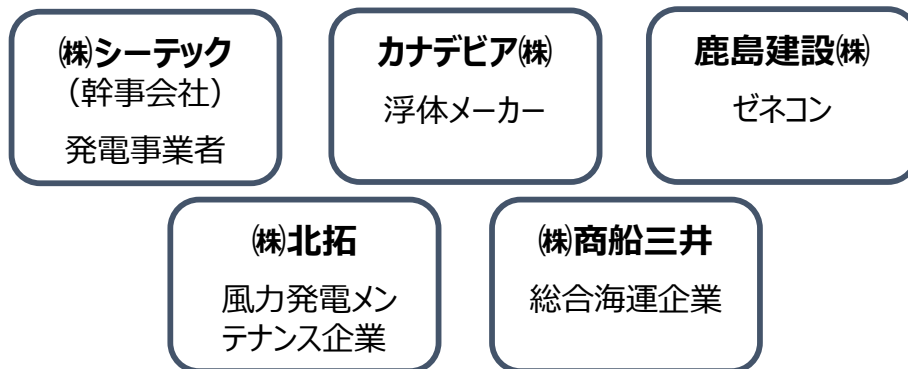 ㈱シーテック
（幹事会社）
発電事業者
カナデビア㈱
浮体メーカー
鹿島建設㈱
ゼネコン
㈱北拓
風力発電メン
テナンス企業
㈱商船三井
総合海運企業